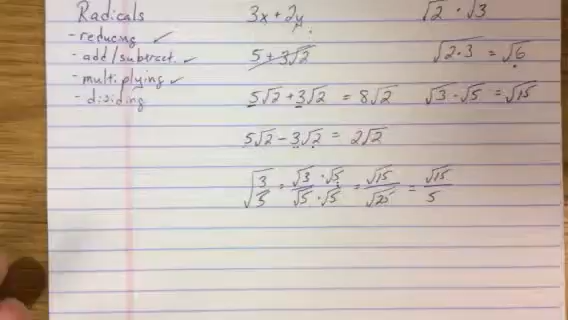 Radicals
- reducing ✓
- add/subtract. ✓
- multiplying ✓
- dividing
3x + 2y
5 + 3√2
5√2 + 3√2 = 8√2
5√2 - 3√2 = 2√2
√3/5 = √3 · √5 / √5 · √5 = √15 / √25 = √15 / 5
√2 · √3
√2·3 = √6
√3 · √5 = √15